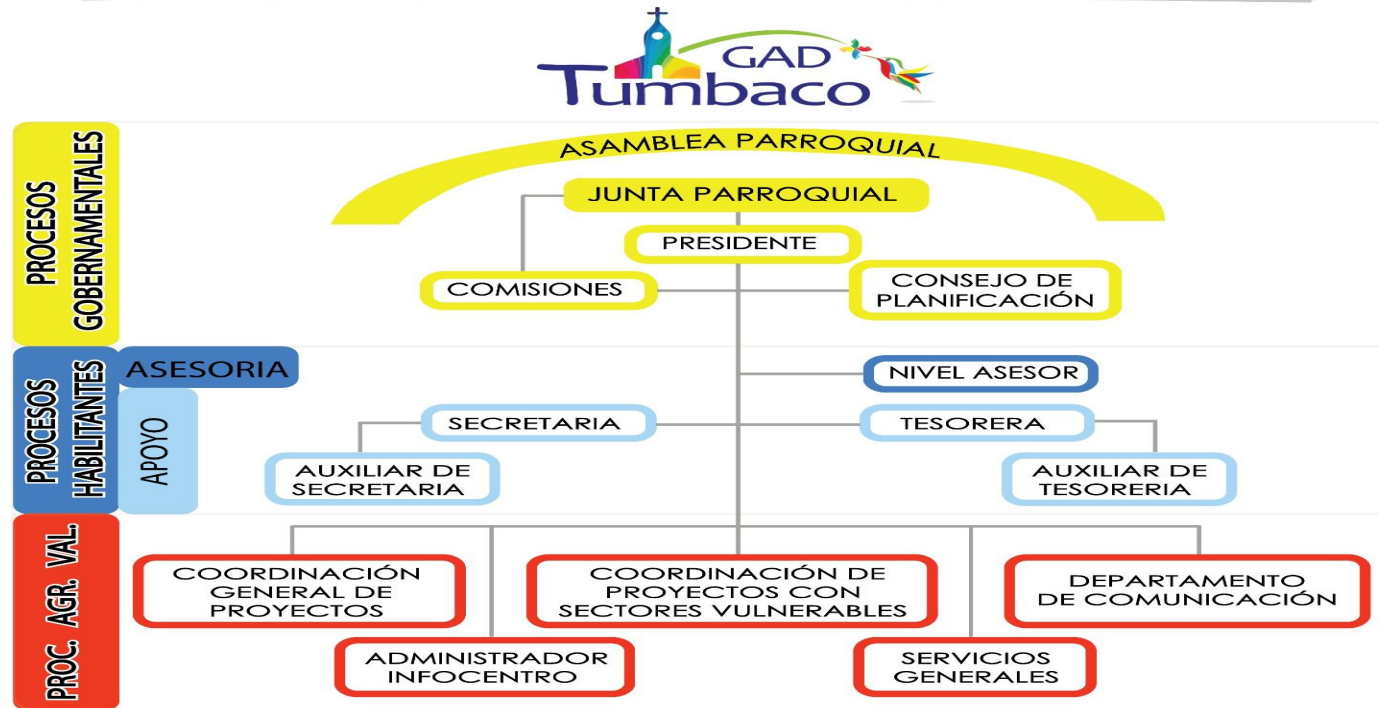 GAD
Tumbaco
PROCESOS
GOBERNAMENTALES
ASAMBLEA PARROQUIAL
JUNTA PARROQUIAL
PRESIDENTE
COMISIONES
CONSEJO DE
PLANIFICACIÓN
PROCESOS
HABILITANTES
ASESORIA
APOYO
NIVEL ASESOR
SECRETARIA
TESORERA
AUXILIAR DE
SECRETARIA
AUXILIAR DE
TESORERIA
PROC. AGR. VAL.
COORDINACIÓN
GENERAL DE
PROYECTOS
COORDINACIÓN DE
PROYECTOS CON
SECTORES VULNERABLES
DEPARTAMENTO
DE COMUNICACIÓN
ADMINISTRADOR
INFOCENTRO
SERVICIOS
GENERALES